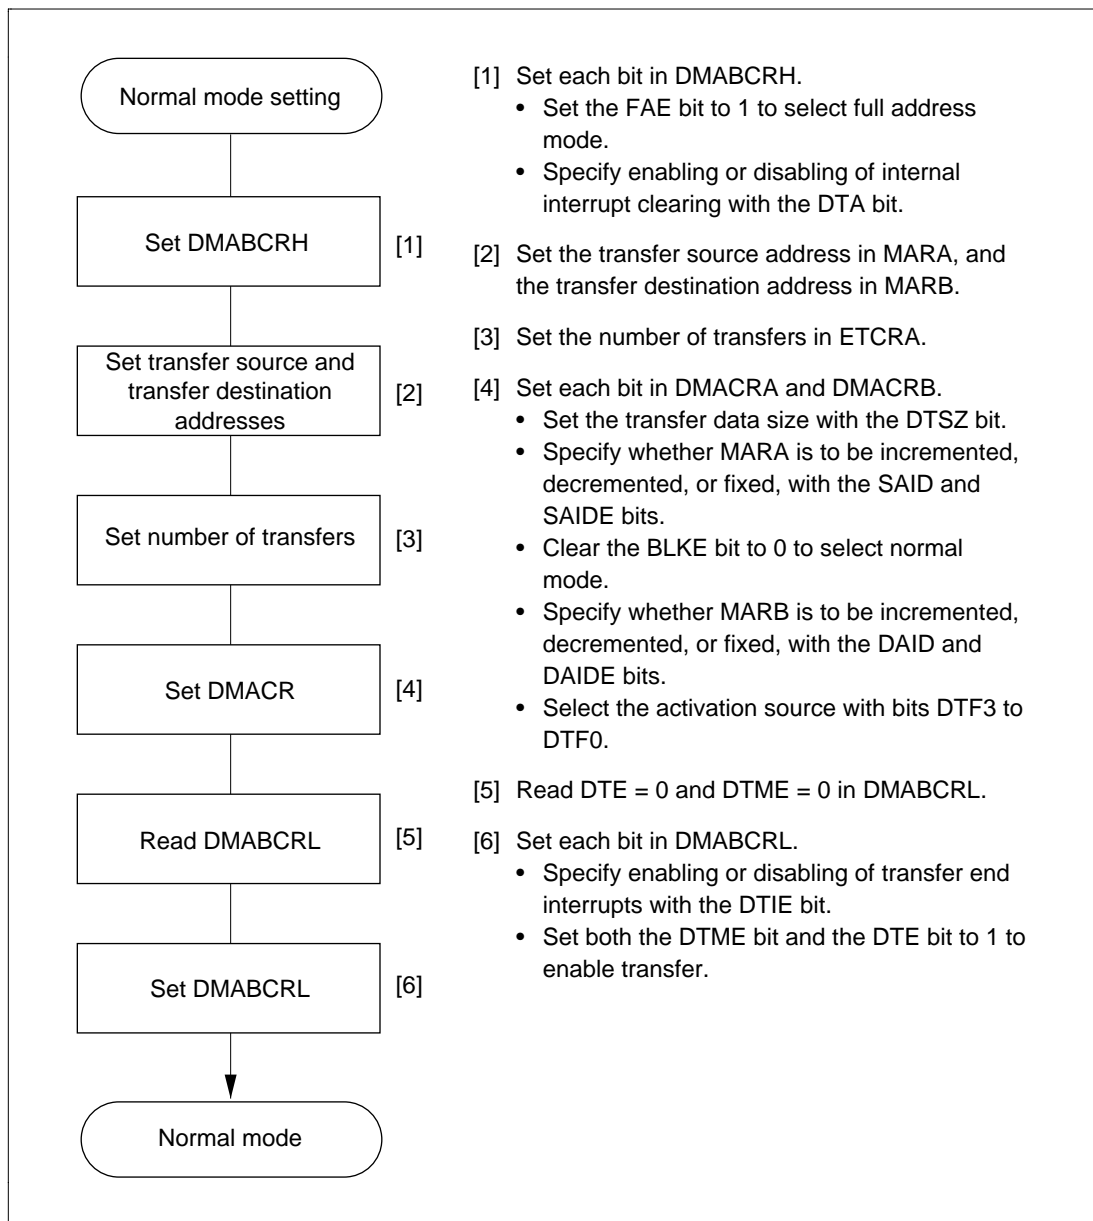 Normal mode setting
Set DMABCRH
[1]
Set transfer source and
transfer destination
addresses
[2]
Set number of transfers
[3]
Set DMACR
[4]
Read DMABCRL
[5]
Set DMABCRL
[6]
Normal mode
[1] Set each bit in DMABCRH.
• Set the FAE bit to 1 to select full address
mode.
• Specify enabling or disabling of internal
interrupt clearing with the DTA bit.
[2] Set the transfer source address in MARA, and
the transfer destination address in MARB.
[3] Set the number of transfers in ETCRA.
[4] Set each bit in DMACRA and DMACRB.
• Set the transfer data size with the DTSZ bit.
• Specify whether MARA is to be incremented,
decremented, or fixed, with the SAID and
SAIDE bits.
• Clear the BLKE bit to 0 to select normal
mode.
• Specify whether MARB is to be incremented,
decremented, or fixed, with the DAID and
DAIDE bits.
• Select the activation source with bits DTF3 to
DTF0.
[5] Read DTE = 0 and DTME = 0 in DMABCRL.
[6] Set each bit in DMABCRL.
• Specify enabling or disabling of transfer end
interrupts with the DTIE bit.
• Set both the DTME bit and the DTE bit to 1 to
enable transfer.